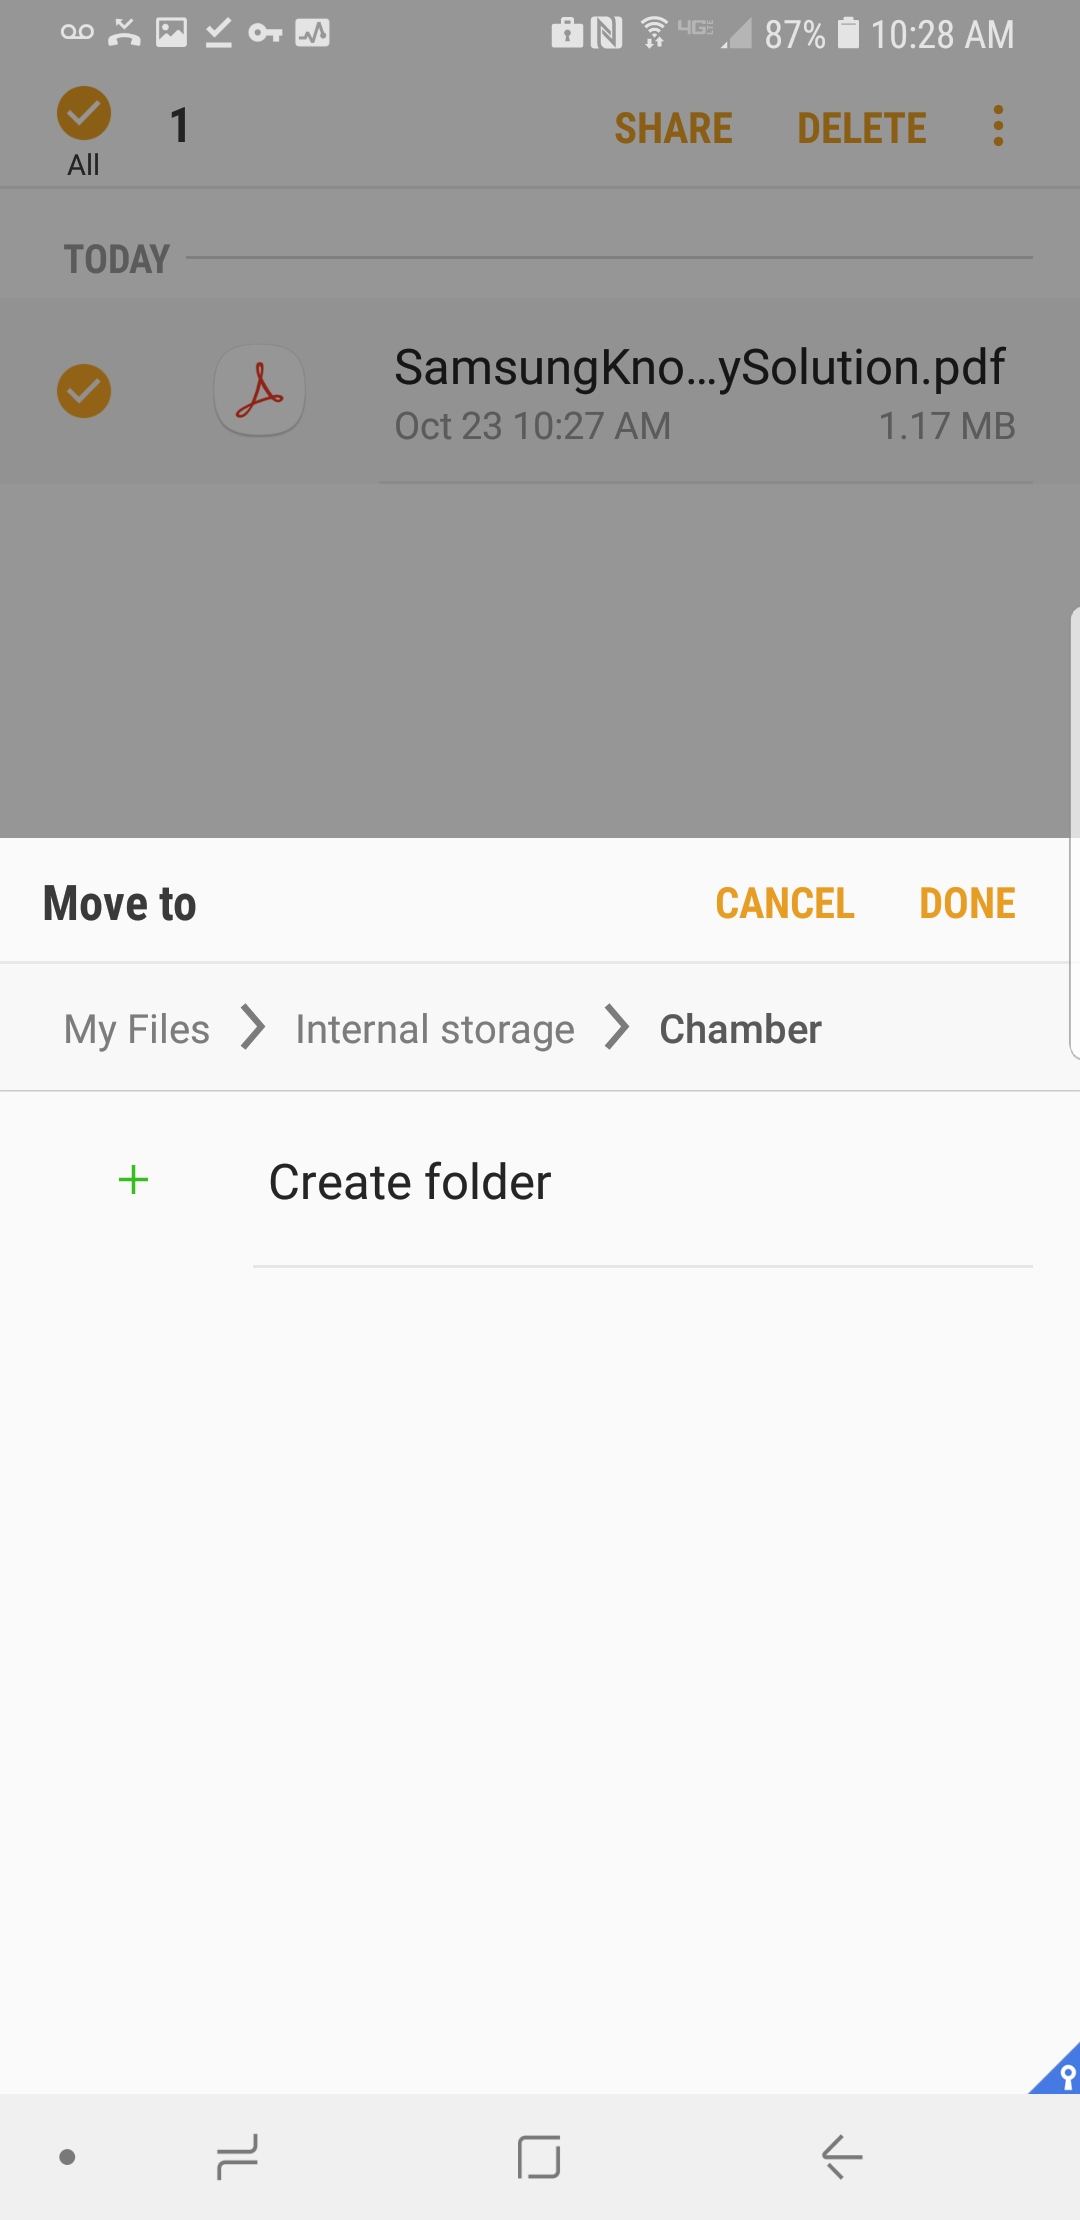 87% 10:28 AM
1 SHARE DELETE
All
TODAY
SamsungKno...ySolution.pdf
Oct 23 10:27 AM 1.17 MB
Move to CANCEL DONE
My Files Internal storage Chamber
+ Create folder